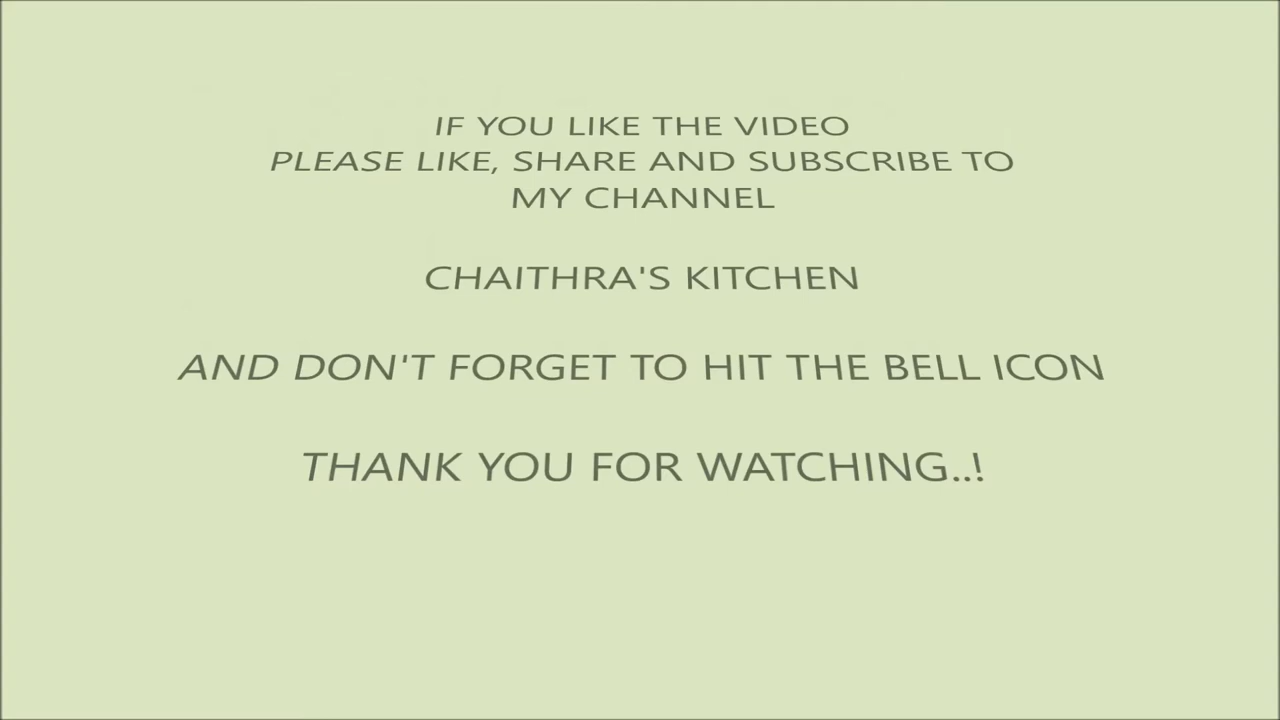 IF YOU LIKE THE VIDEO
PLEASE LIKE, SHARE AND SUBSCRIBE TO
MY CHANNEL
CHAITHRA'S KITCHEN
AND DON'T FORGET TO HIT THE BELL ICON
THANK YOU FOR WATCHING..!